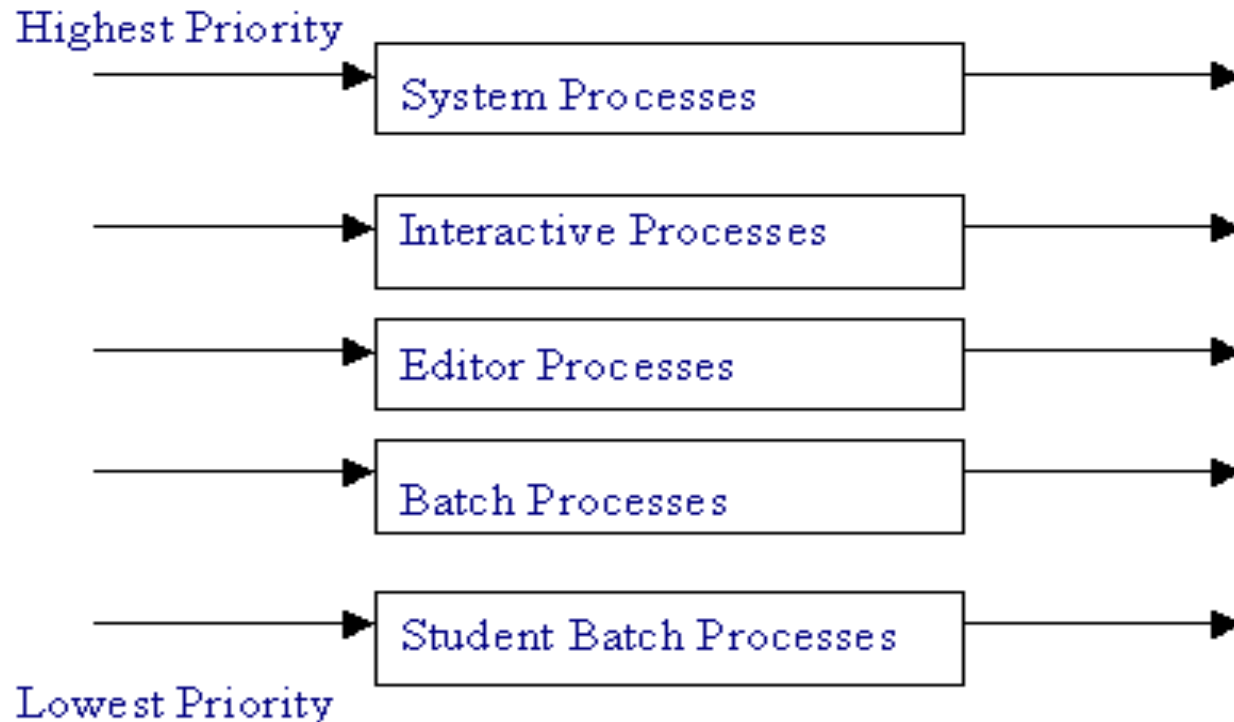 Highest Priority
System Processes
Interactive Processes
Editor Processes
Batch Processes
Student Batch Processes
Lowest Priority